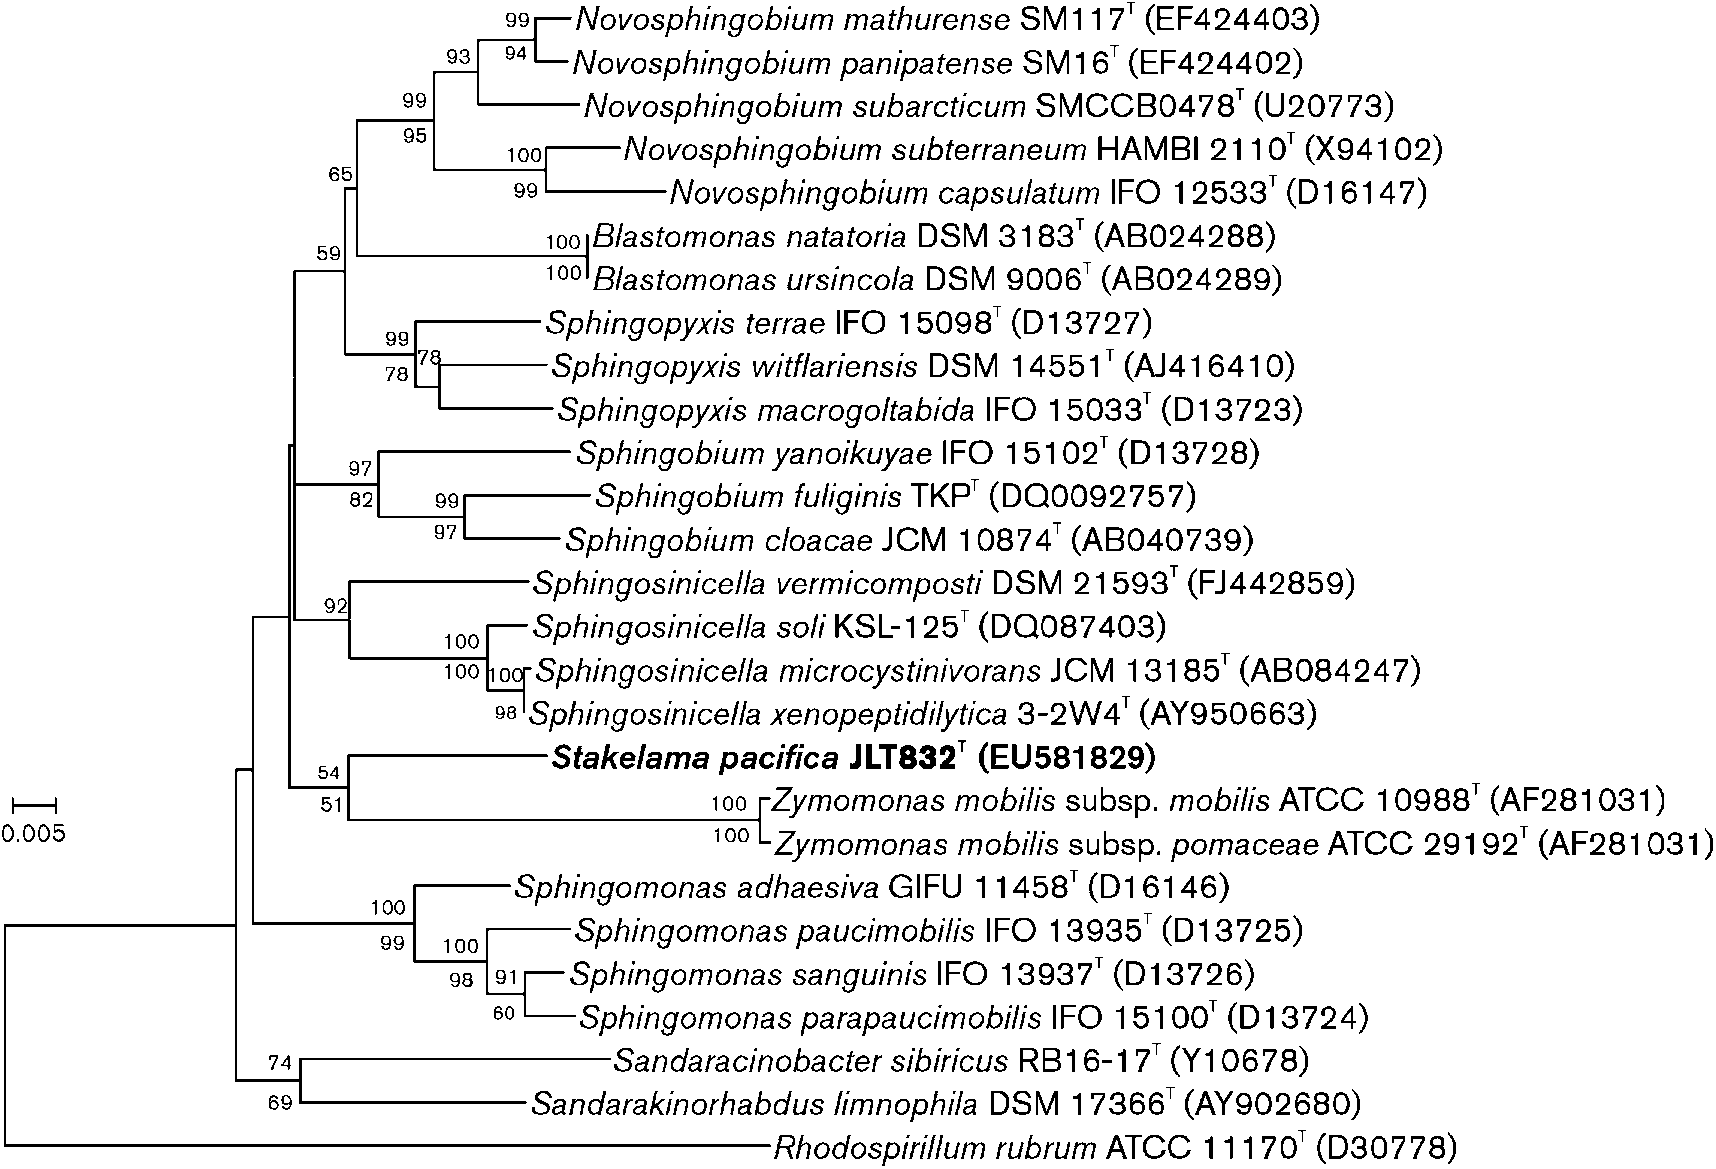 99
Novosphingobium mathurense SM117ᵀ (EF424403)
94
Novosphingobium panipatense SM16ᵀ (EF424402)
93
Novosphingobium subarcticum SMCCB0478ᵀ (U20773)
99
95
100
Novosphingobium subterraneum HAMBI 2110ᵀ (X94102)
99
Novosphingobium capsulatum IFO 12533ᵀ (D16147)
65
100
Blastomonas natatoria DSM 3183ᵀ (AB024288)
100
Blastomonas ursincola DSM 9006ᵀ (AB024289)
59
Sphingopyxis terrae IFO 15098ᵀ (D13727)
99
78
78
Sphingopyxis witflariensis DSM 14551ᵀ (AJ416410)
Sphingopyxis macrogoltabida IFO 15033ᵀ (D13723)
Sphingobium yanoikuyae IFO 15102ᵀ (D13728)
97
82
99
Sphingobium fuliginis TKPᵀ (DQ0092757)
97
Sphingobium cloacae JCM 10874ᵀ (AB040739)
Sphingosinicella vermicomposti DSM 21593ᵀ (FJ442859)
92
Sphingosinicella soli KSL-125ᵀ (DQ087403)
100
100
100
Sphingosinicella microcystinivorans JCM 13185ᵀ (AB084247)
98
Sphingosinicella xenopeptidilytica 3-2W4ᵀ (AY950663)
Stakelama pacifica JLT832ᵀ (EU581829)
54
51
100
Zymomonas mobilis subsp. mobilis ATCC 10988ᵀ (AF281031)
100
Zymomonas mobilis subsp. pomaceae ATCC 29192ᵀ (AF281031)
0.005
Sphingomonas adhaesiva GIFU 11458ᵀ (D16146)
100
99
Sphingomonas paucimobilis IFO 13935ᵀ (D13725)
100
98
91
Sphingomonas sanguinis IFO 13937ᵀ (D13726)
60
Sphingomonas parapaucimobilis IFO 15100ᵀ (D13724)
74
Sandaracinobacter sibiricus RB16-17ᵀ (Y10678)
69
Sandarakinorhabdus limnophila DSM 17366ᵀ (AY902680)
Rhodospirillum rubrum ATCC 11170ᵀ (D30778)